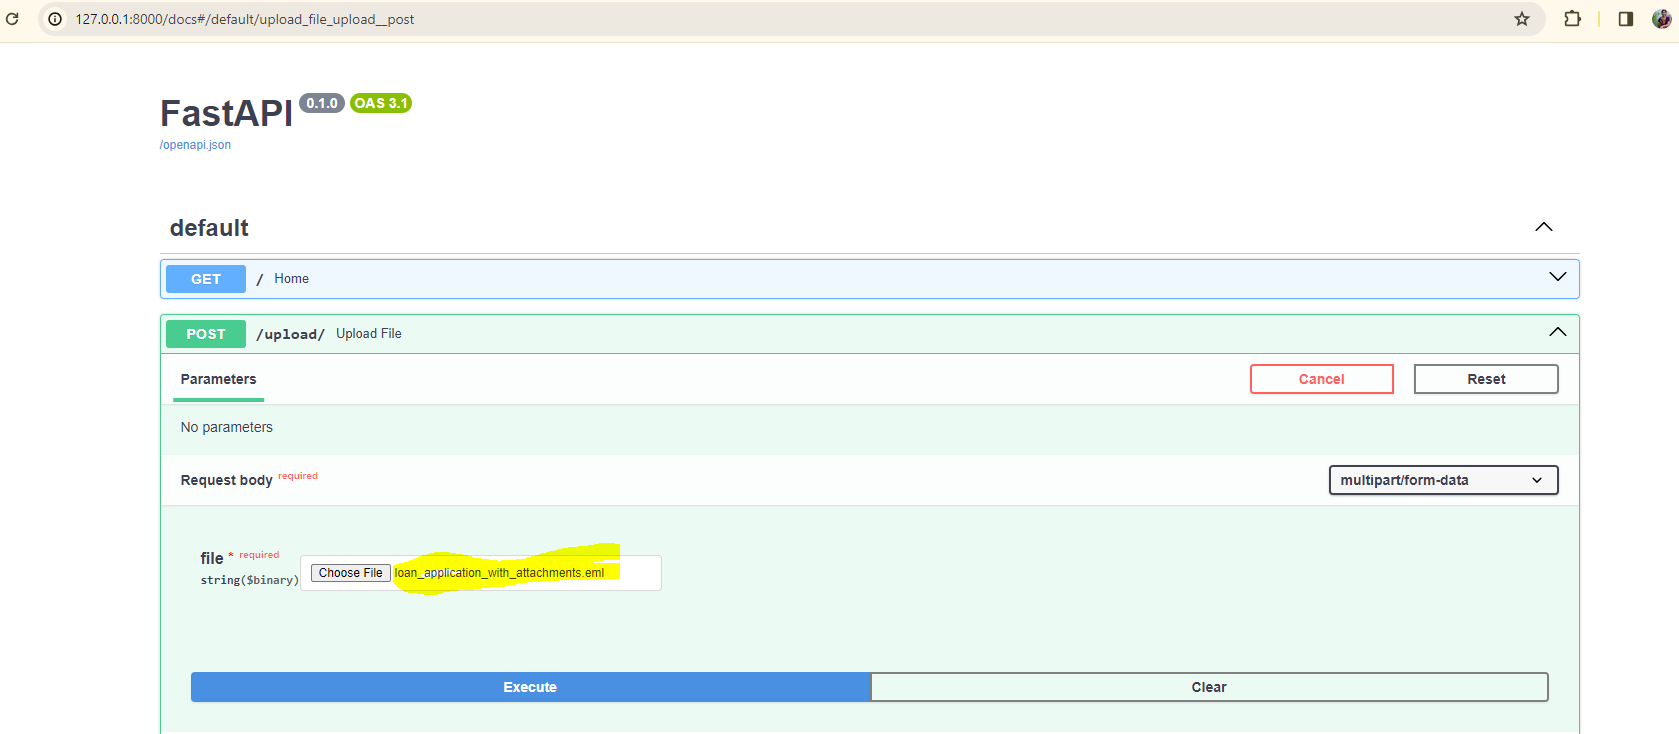 127.0.0.1:8000/docs#/default/upload_file_upload__post
FastAPI 0.1.0 OAS 3.1
/openapi.json
default
GET / Home
POST /upload/ Upload File
Parameters Cancel Reset
No parameters
Request body required multipart/form-data
file * required
string($binary) Choose File loan_application_with_attachments.eml
Execute Clear